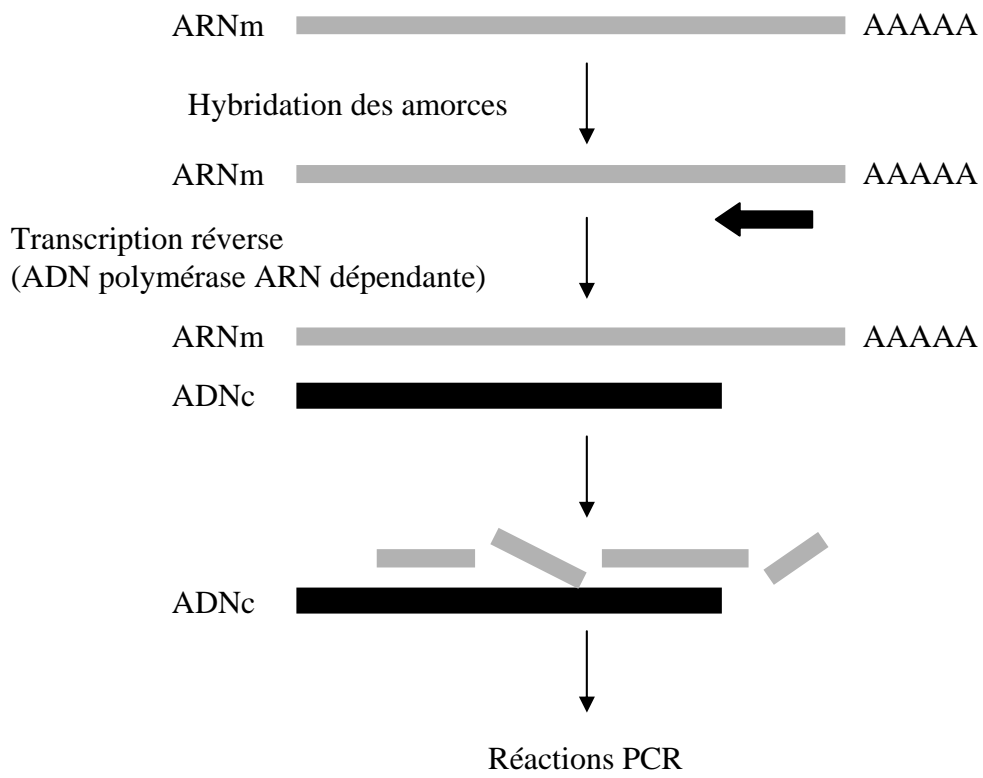 ARNm AAAAA
Hybridation des amorces
ARNm AAAAA
Transcription réverse
(ADN polymérase ARN dépendante)
ARNm AAAAA
ADNc
ADNc
Réactions PCR